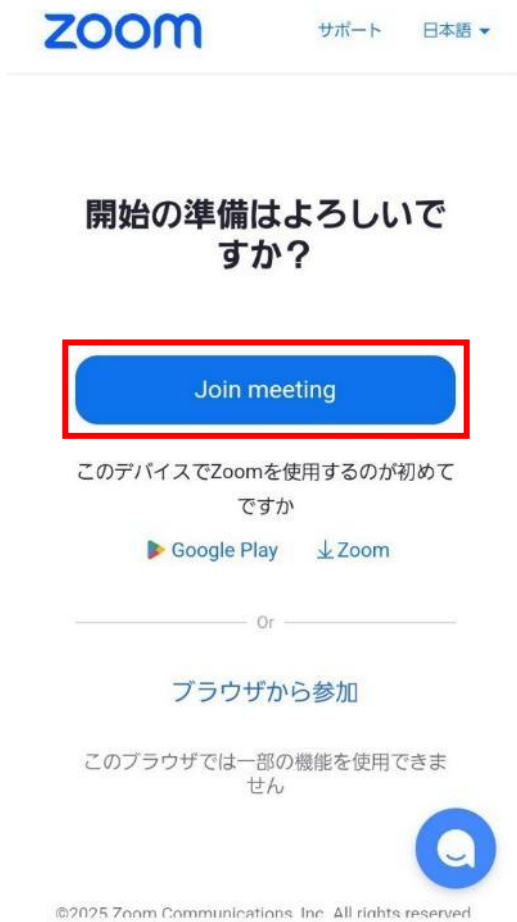 zoom
サポート 日本語
開始の準備はよろしいで
すか？
Join meeting
このデバイスでZoomを使用するのが初めて
ですか
Google Play Zoom
Or
ブラウザから参加
このブラウザでは一部の機能を使用できま
せん
©2025 Zoom Communications, Inc. All rights reserved